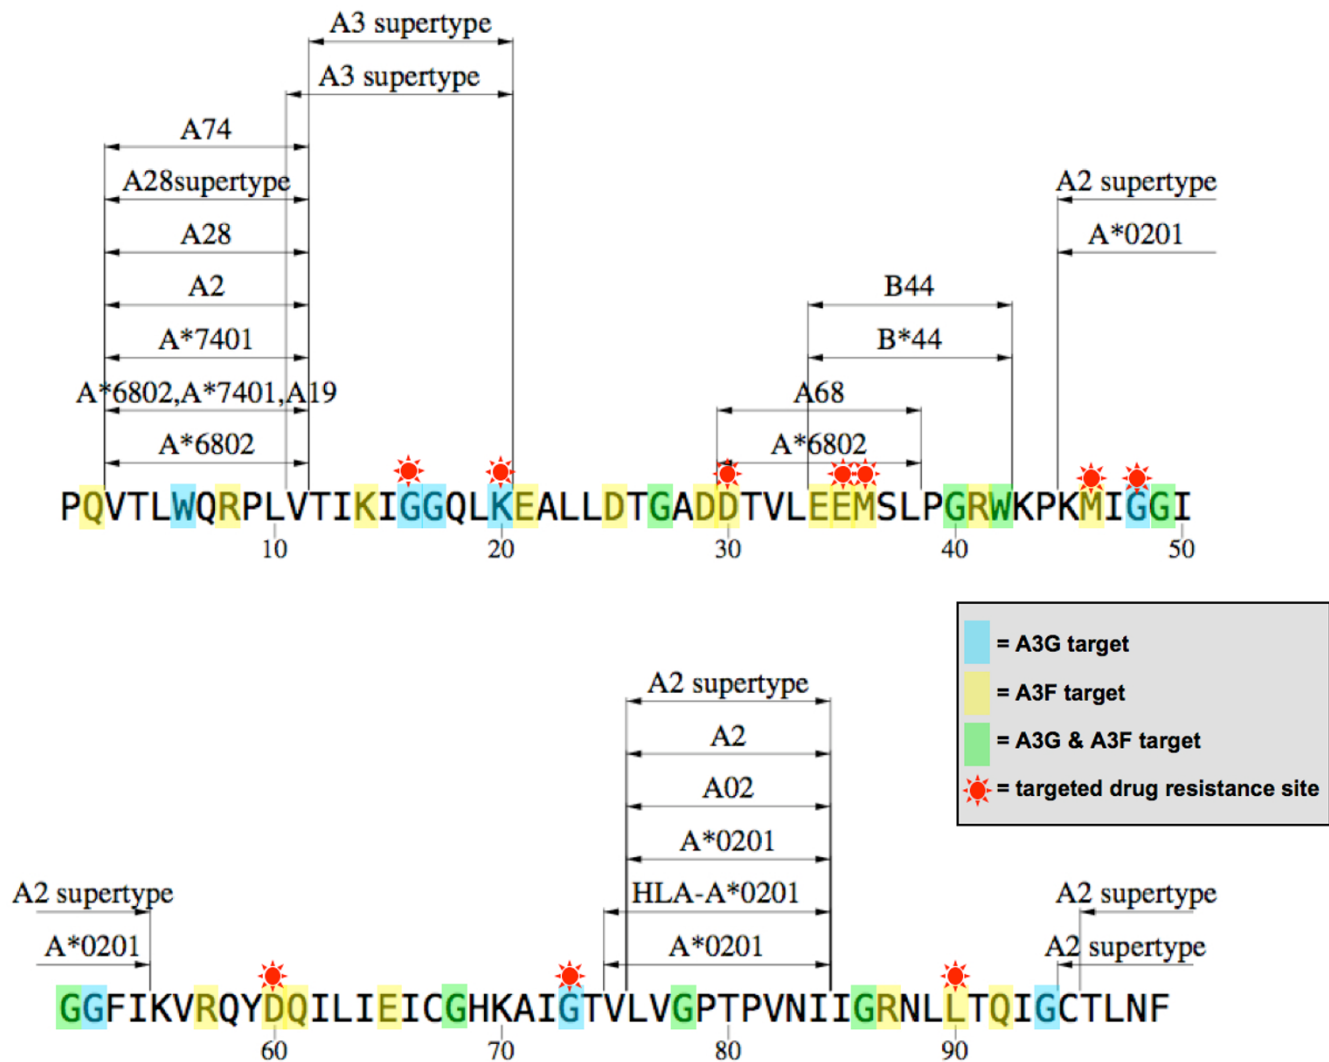 A3 supertype
A3 supertype
A74
A28supertype
A28
A2
A*7401
A*6802,A*7401,A19
A*6802
B44
B*44
A68
A*6802
A2 supertype
A*0201
PQVTLWQRPLVTIKIGGQLKEALLDTGADDTVLEEMSLPGRWKPKMIGGI
10 20 30 40 50
= A3G target
= A3F target
= A3G & A3F target
= targeted drug resistance site
A2 supertype
A*0201
A2 supertype
A2
A02
A*0201
HLA-A*0201
A*0201
A2 supertype
A2 supertype
GGFIKVRQYDQILIEICGHKAIGTVLVGPTPVNIIGRNLLTQIGCTLNF
60 70 80 90